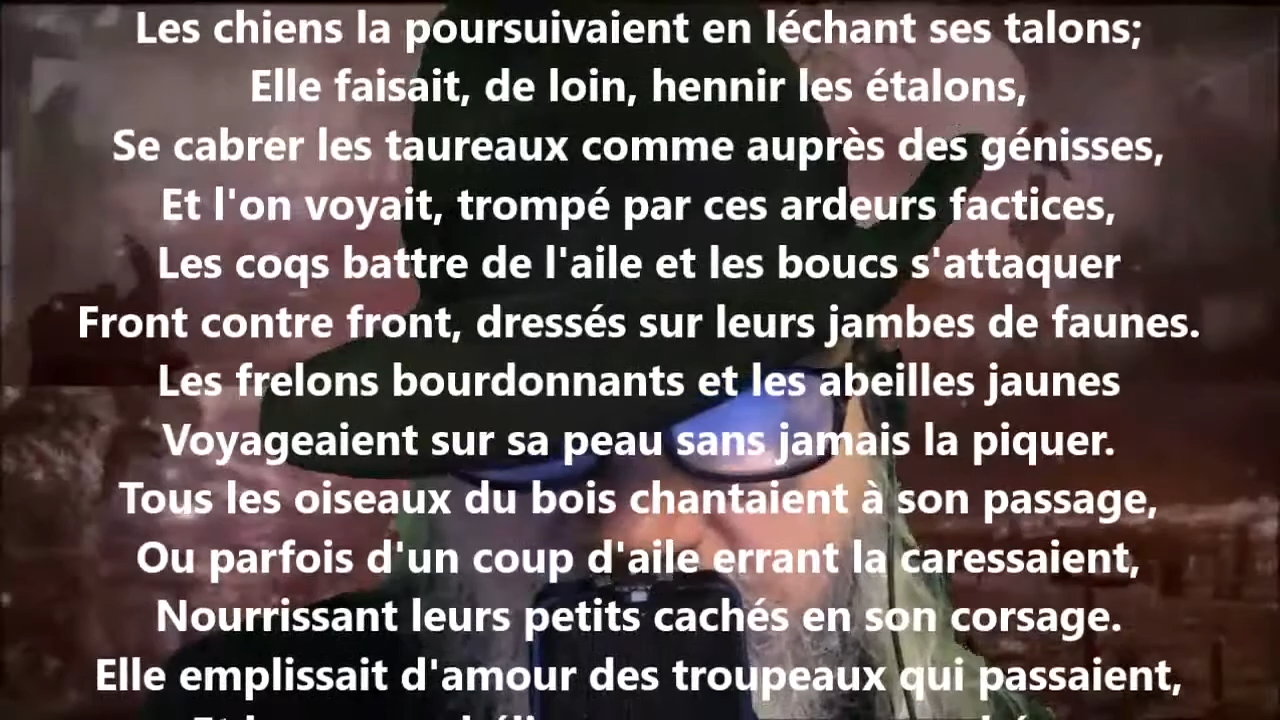 Les chiens la poursuivaient en léchant ses talons;
Elle faisait, de loin, hennir les étalons,
Se cabrer les taureaux comme auprès des génisses,
Et l'on voyait, trompé par ces ardeurs factices,
Les coqs battre de l'aile et les boucs s'attaquer
Front contre front, dressés sur leurs jambes de faunes.
Les frelons bourdonnants et les abeilles jaunes
Voyageaient sur sa peau sans jamais la piquer.
Tous les oiseaux du bois chantaient à son passage,
Ou parfois d'un coup d'aile errant la caressaient,
Nourrissant leurs petits cachés en son corsage.
Elle emplissait d'amour des troupeaux qui passaient,